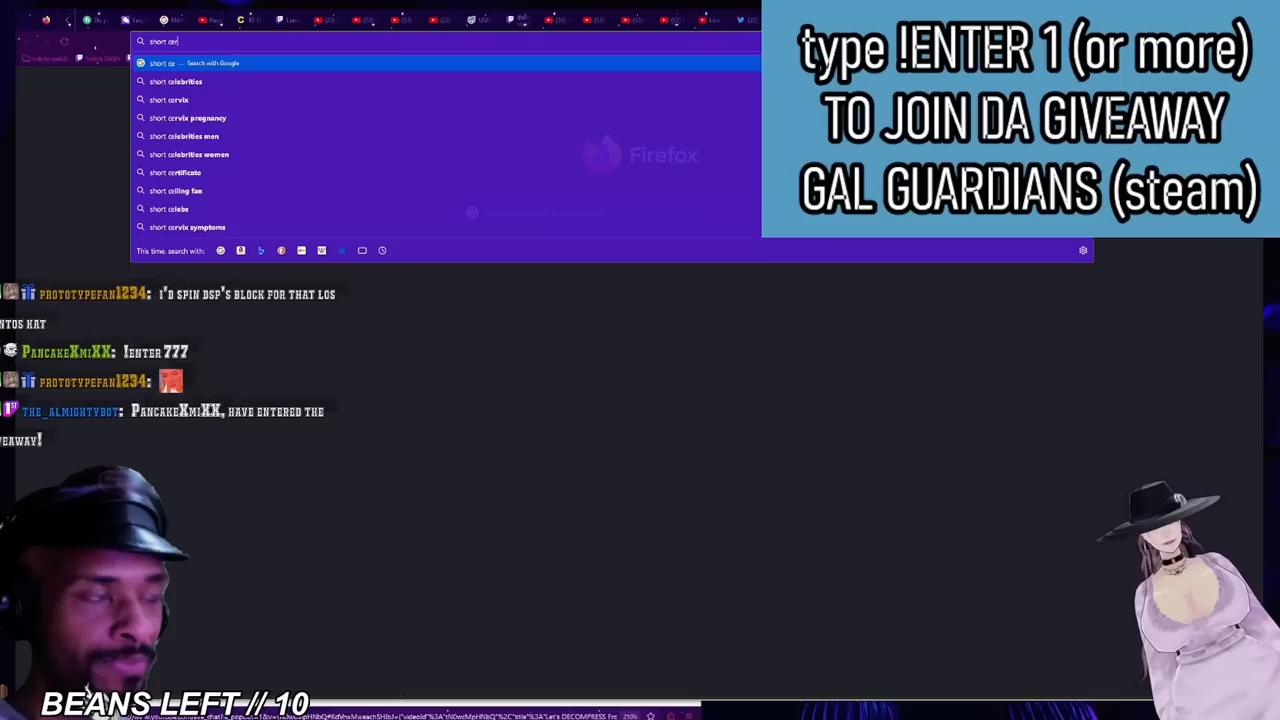 short cer
short ce — Search with Google
short celebrities
short cervix
short cervix pregnancy
short celebrities men
short celebrities women
short certificate
short ceiling fan
short celebs
short cervix symptoms
This time, search with:
Firefox
type !ENTER 1 (or more)
TO JOIN DA GIVEAWAY
GAL GUARDIANS (steam)
PROTOTYPEFAN1234: I'D SPIN DSP'S BLOCK FOR THAT LOS
NTOS HAT
PANCAKEXMIXX: !ENTER 777
PROTOTYPEFAN1234:
THE_ALMIGHTYBOT: PANCAKEXMIXX, HAVE ENTERED THE
VEAWAY!
BEANS LEFT // 10